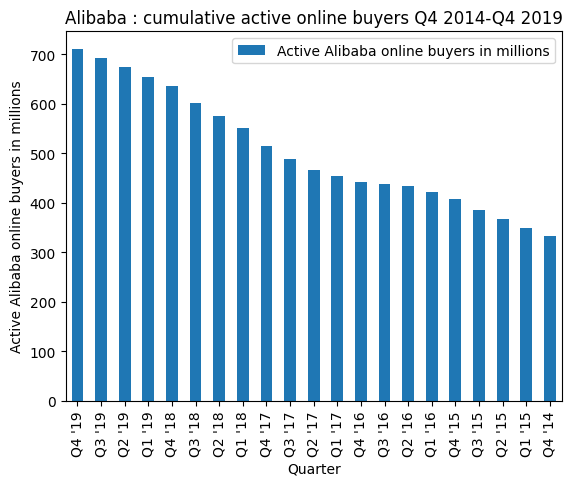 Alibaba : cumulative active online buyers Q4 2014-Q4 2019
Active Alibaba online buyers in millions
Active Alibaba online buyers in millions
700
600
500
400
300
200
100
0
Q4 '19
Q3 '19
Q2 '19
Q1 '19
Q4 '18
Q3 '18
Q2 '18
Q1 '18
Q4 '17
Q3 '17
Q2 '17
Q1 '17
Q4 '16
Q3 '16
Q2 '16
Q1 '16
Q4 '15
Q3 '15
Q2 '15
Q1 '15
Q4 '14
Quarter